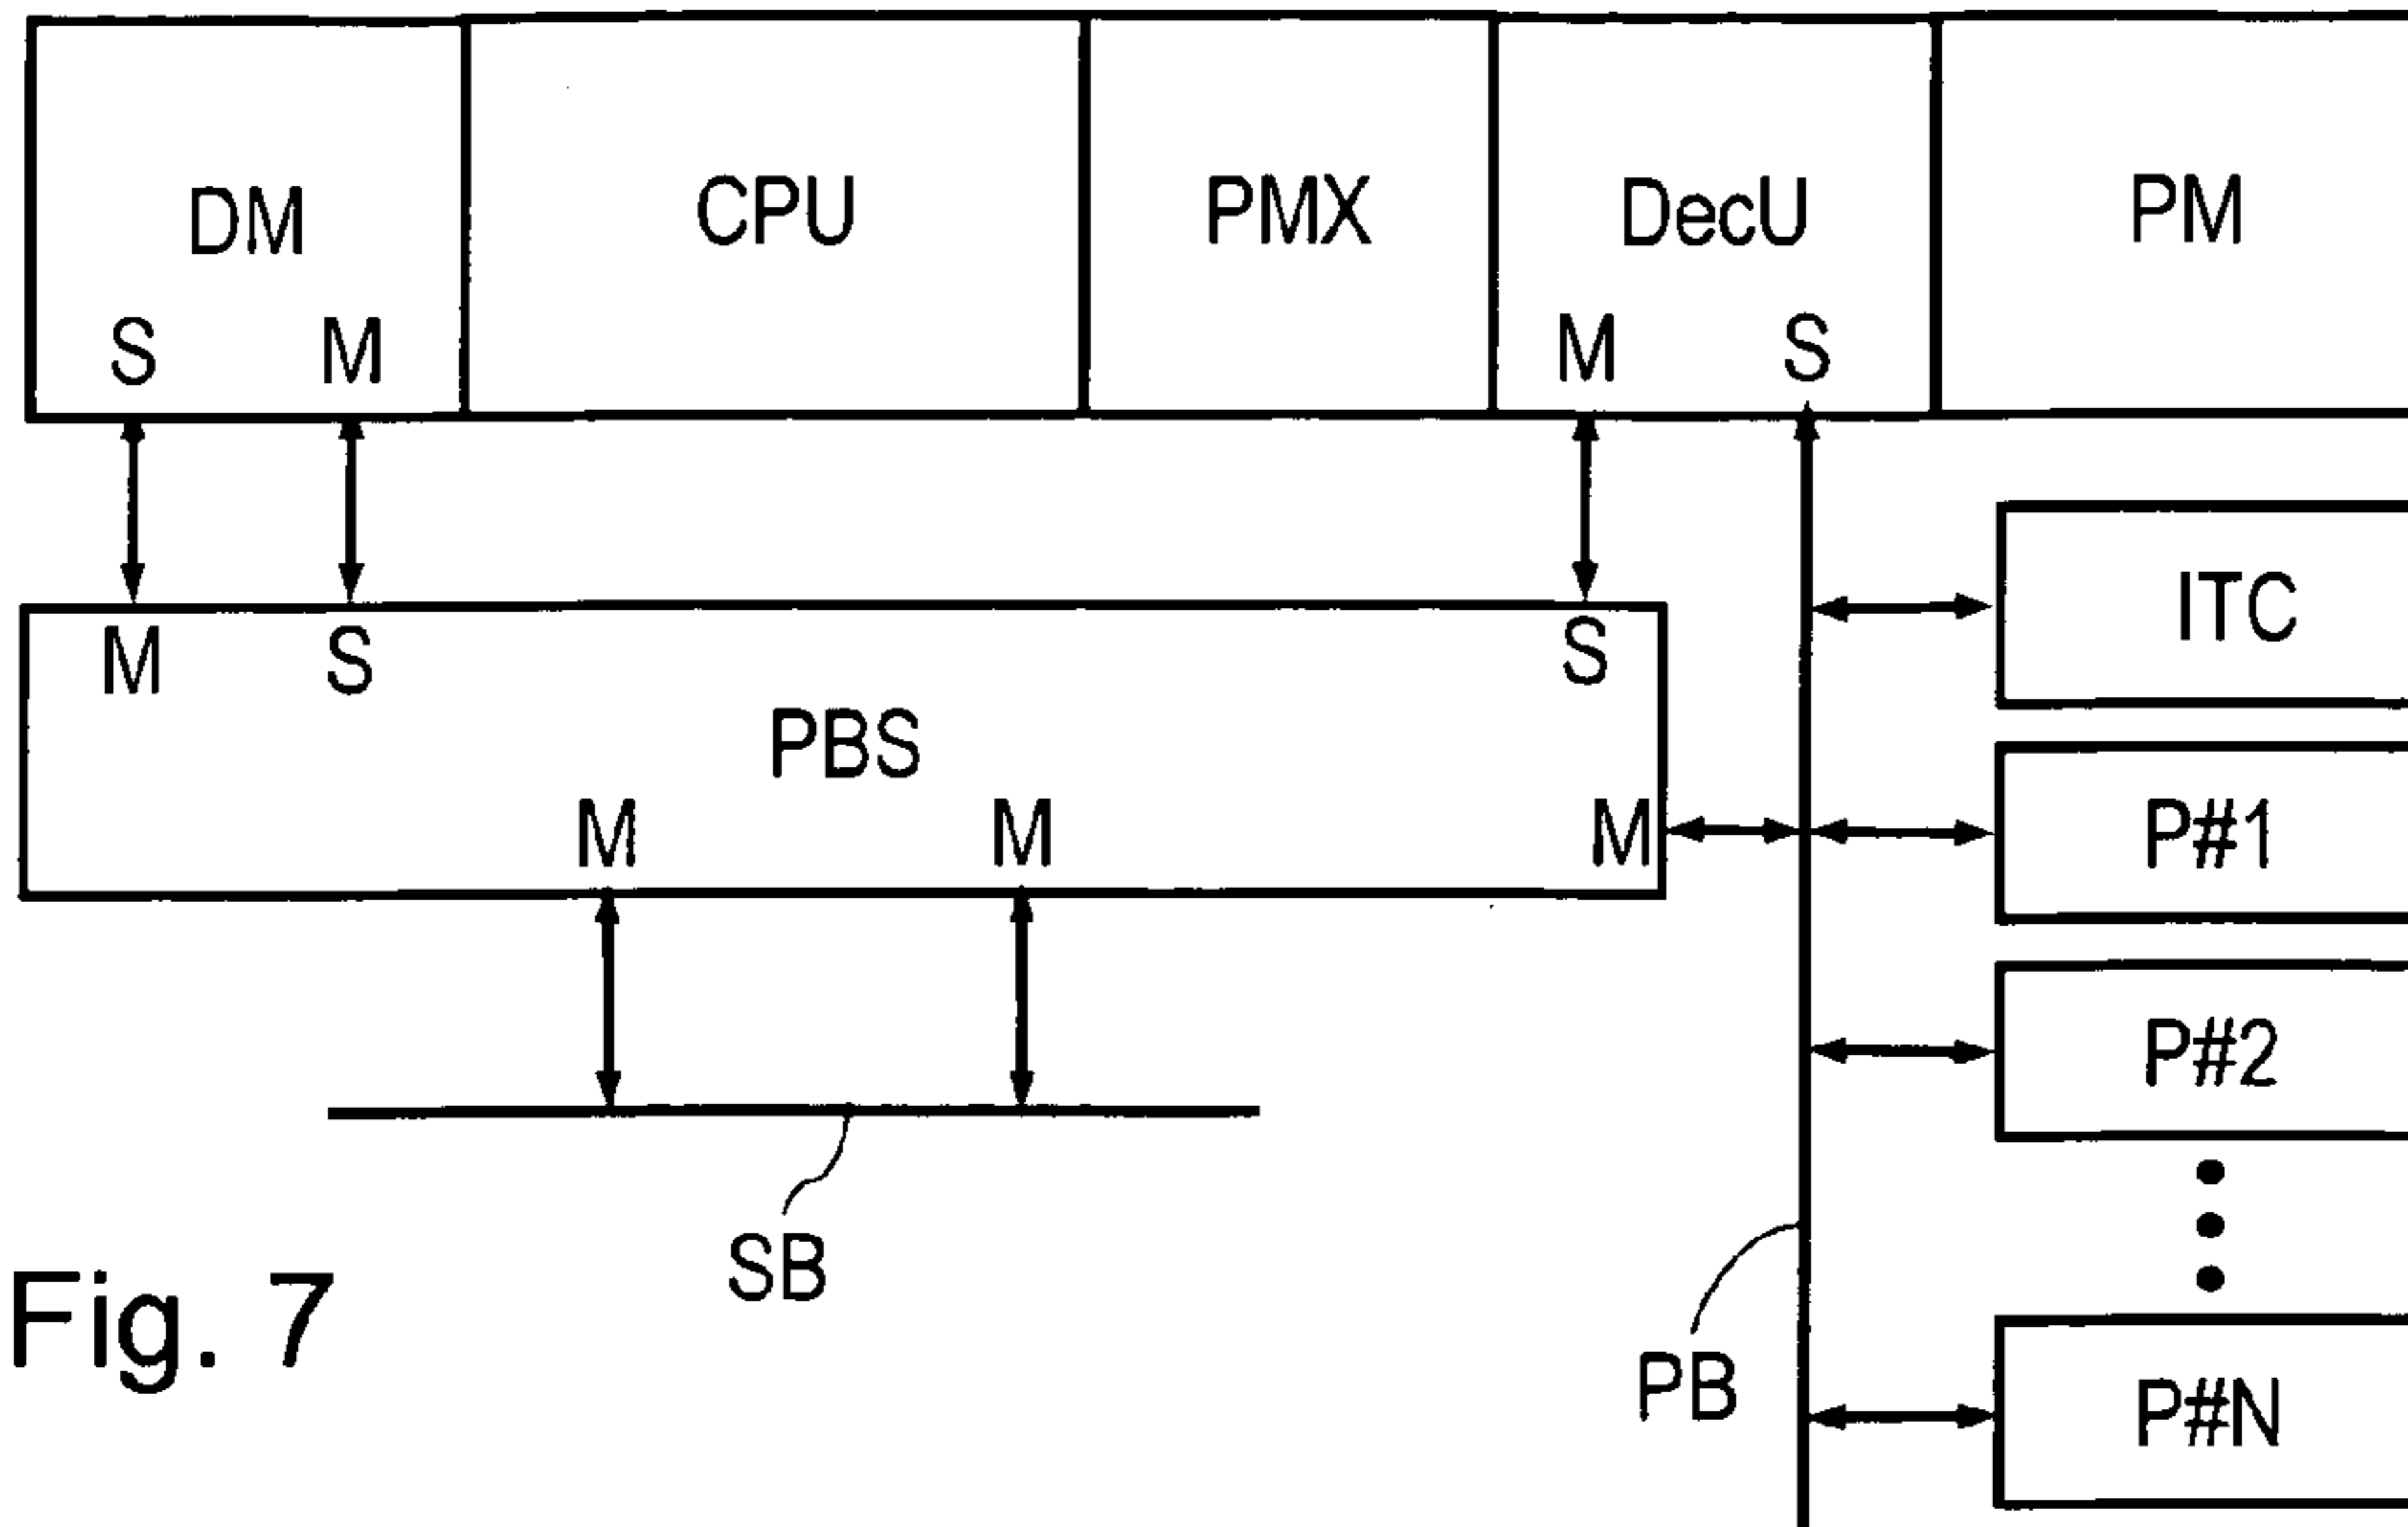 DM CPU PMX DecU PM
S M M S
ITC
M S S
PBS
M M M
P#1
P#2
SB
Fig. 7
PB
P#N